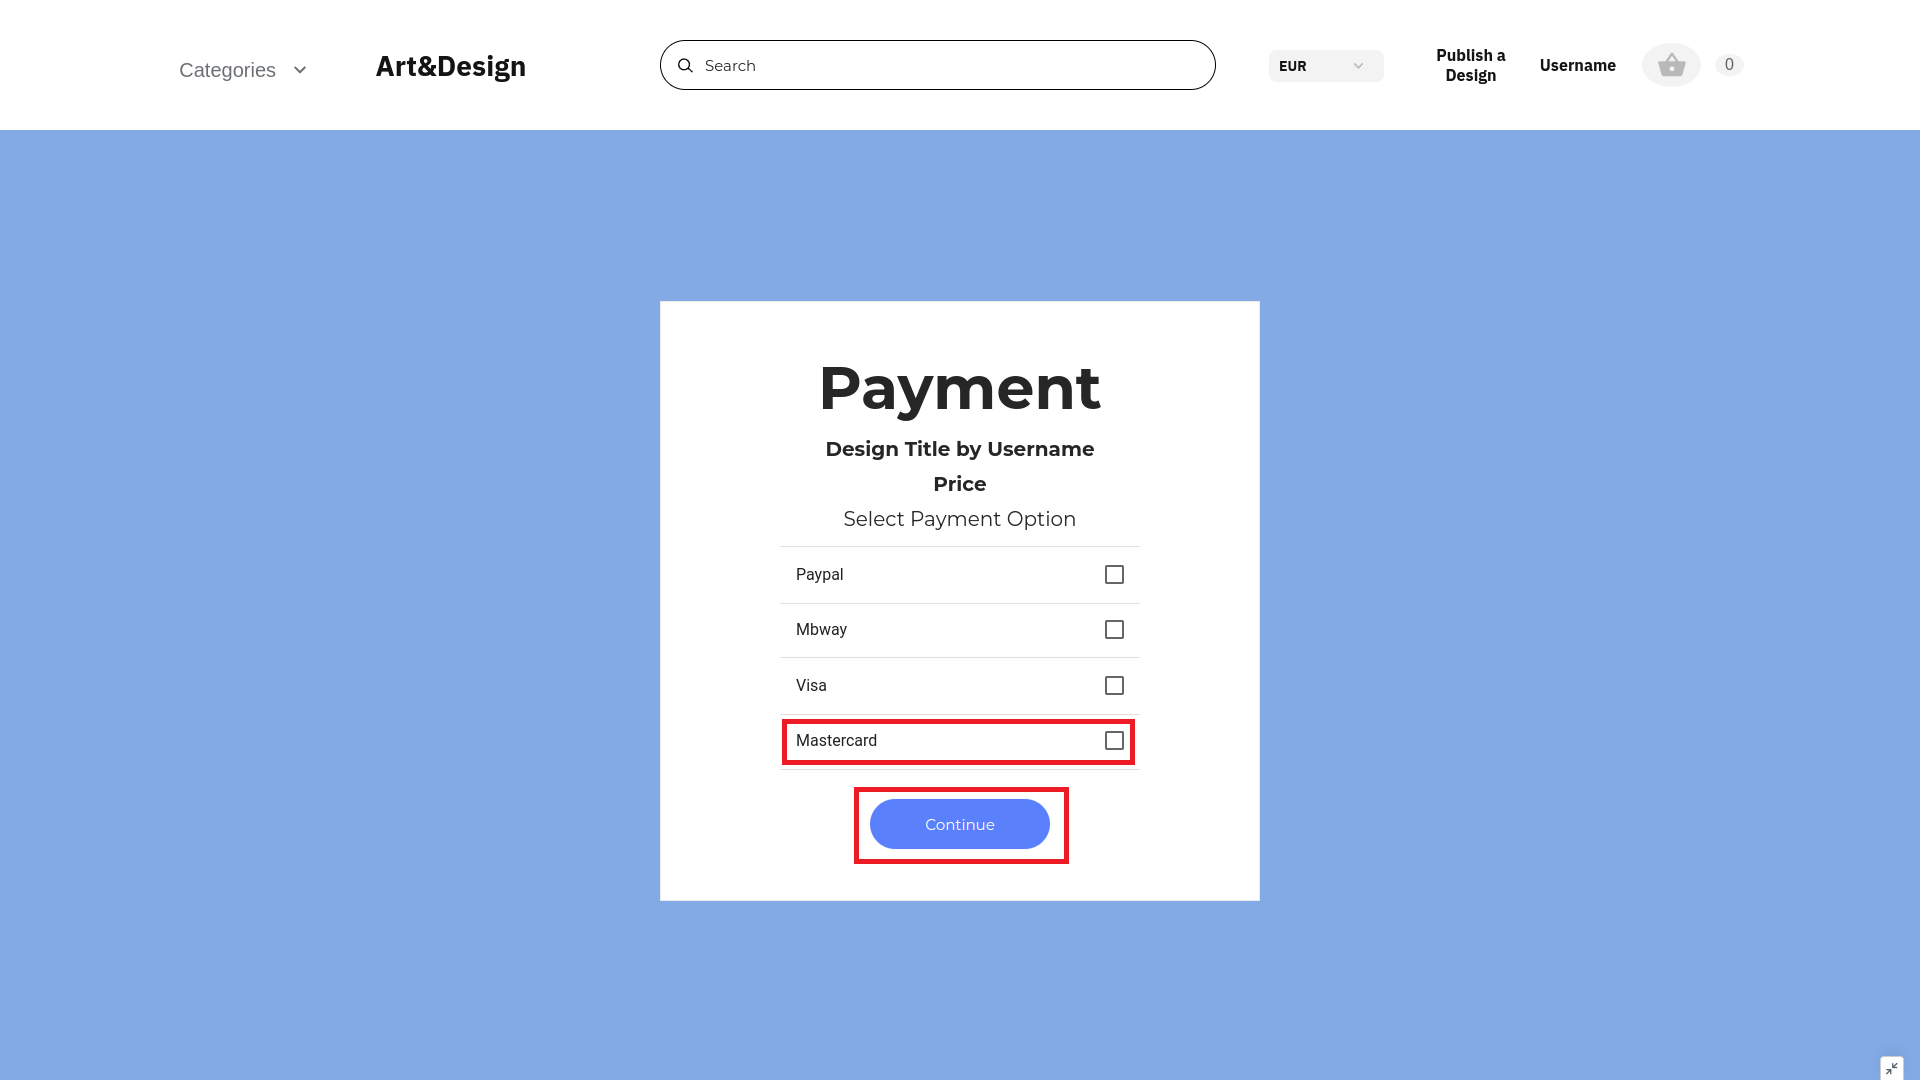 Categories
Art&Design
Search
EUR
Publish a
Design
Username
0
Payment
Design Title by Username
Price
Select Payment Option
Paypal
Mbway
Visa
Mastercard
Continue